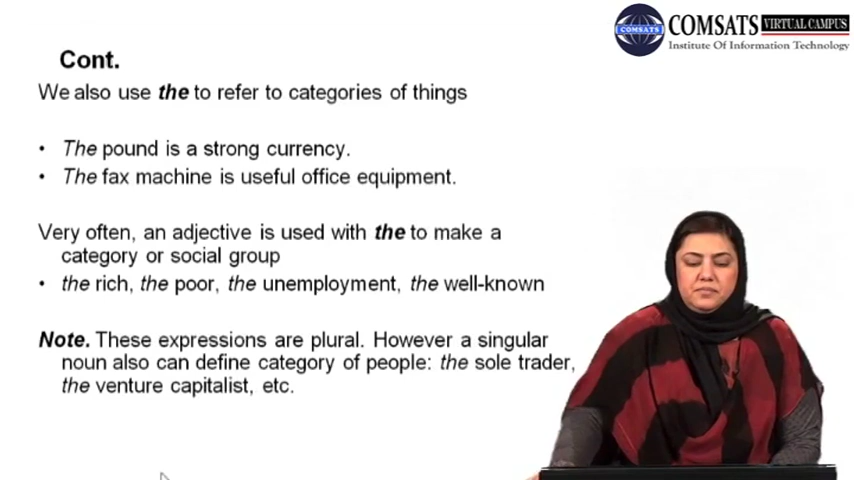 COMSATS
COMSATS VIRTUAL CAMPUS
Institute Of Information Technology
Cont.
We also use the to refer to categories of things
• The pound is a strong currency.
• The fax machine is useful office equipment.
Very often, an adjective is used with the to make a
category or social group
• the rich, the poor, the unemployment, the well-known
Note. These expressions are plural. However a singular
noun also can define category of people: the sole trader,
the venture capitalist, etc.